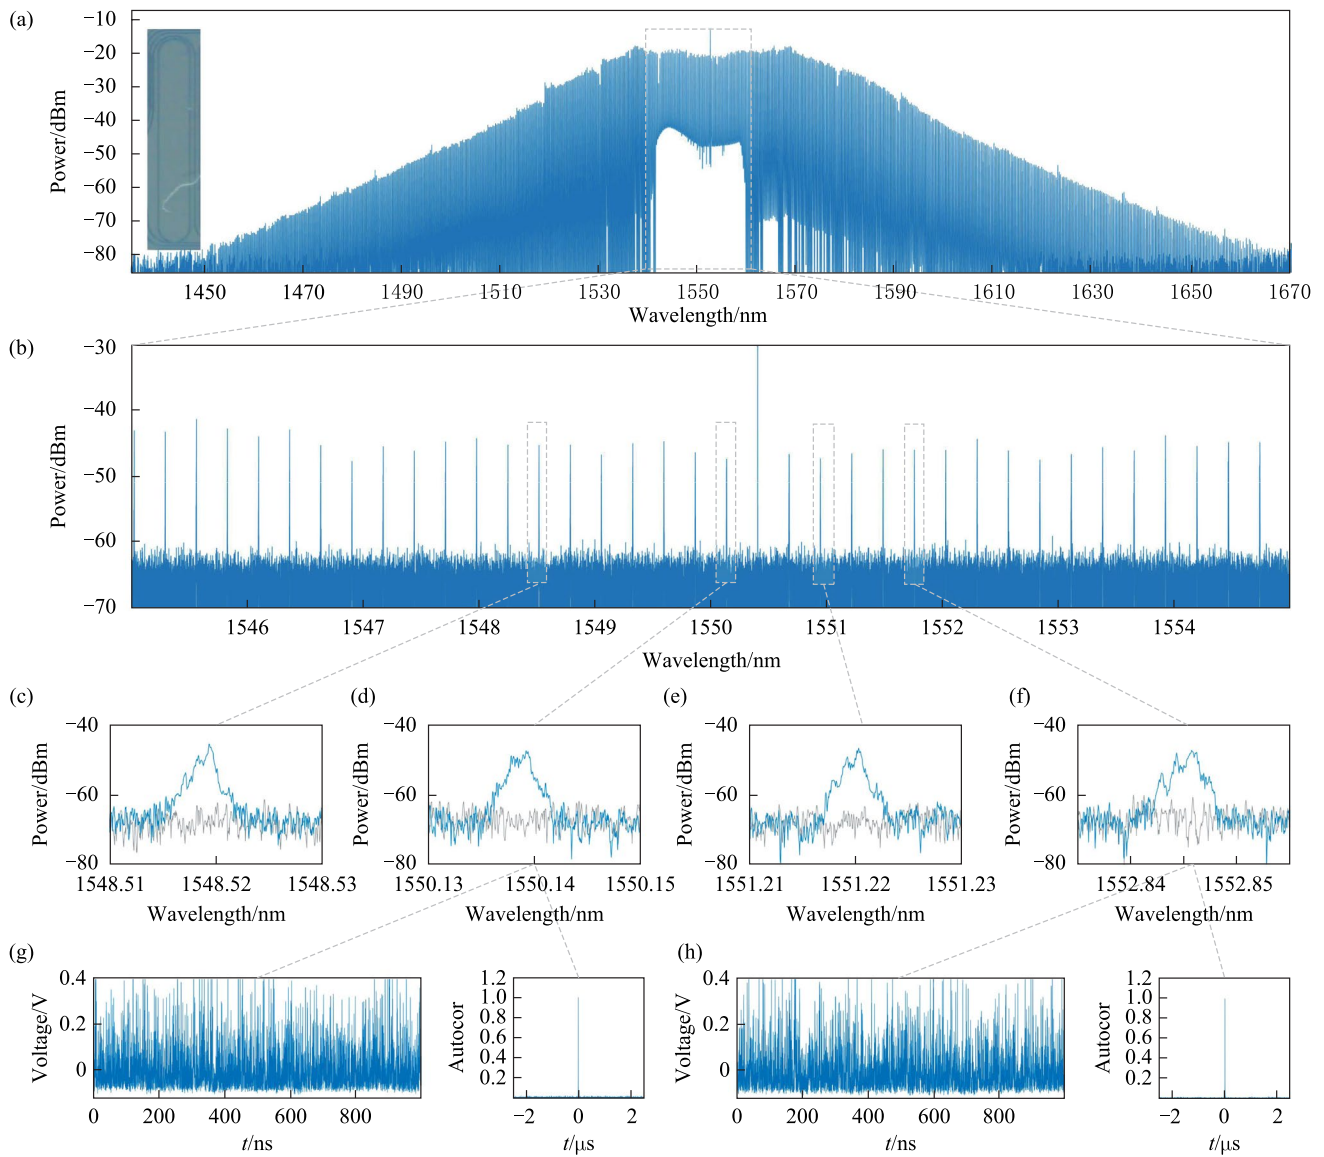 (a)
−10
−20
−30
−40
−50
−60
−70
−80
Power/dBm
1450 1470 1490 1510 1530 1550 1570 1590 1610 1630 1650 1670
Wavelength/nm
(b)
−30
−40
−50
−60
−70
Power/dBm
1546 1547 1548 1549 1550 1551 1552 1553 1554
Wavelength/nm
(c)
−40
−60
−80
Power/dBm
1548.51 1548.52 1548.53
Wavelength/nm
(d)
−40
−60
−80
Power/dBm
1550.13 1550.14 1550.15
Wavelength/nm
(e)
−40
−60
−80
Power/dBm
1551.21 1551.22 1551.23
Wavelength/nm
(f)
−40
−60
−80
Power/dBm
1552.84 1552.85
Wavelength/nm
(g)
0.4
0.2
0
Voltage/V
0 200 400 600 800
t/ns
1.2
1.0
0.8
0.6
0.4
0.2
Autocor
−2 0 2
t/μs
(h)
0.4
0.2
0
Voltage/V
0 200 400 600 800
t/ns
1.2
1.0
0.8
0.6
0.4
0.2
Autocor
−2 0 2
t/μs